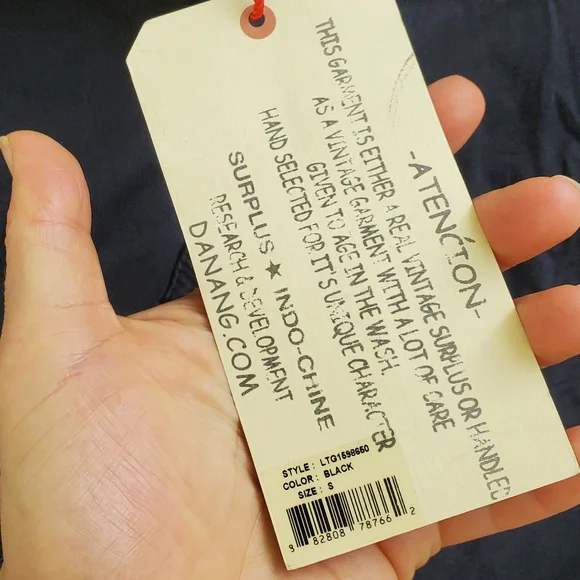 -ATENĆION-
THIS GARMENT IS EITHER A REAL VINTAGE SURPLUS OR HANDLED
AS A VINTAGE GARMENT WITH A LOT OF CARE
GIVEN TO AGE IN THE WASH.
HAND SELECTED FOR IT'S UNIQUE CHARACTER
SURPLUS ★ INDO-CHINE
RESEARCH & DEVELOPMENT
DANANG.COM
STYLE: LTG1598650
COLOR: BLACK
SIZE: S
9 82808 78766 2